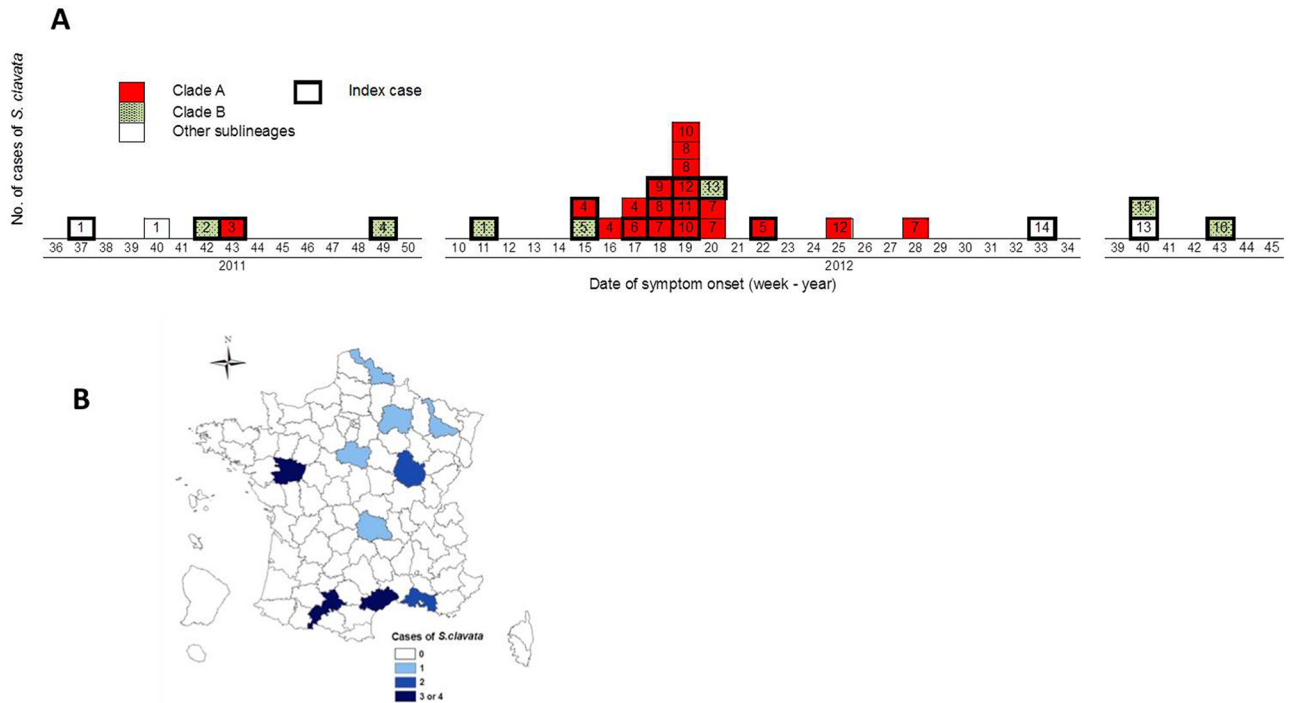 A
No. of cases of S. clavata
Clade A
Clade B
Other sublineages
Index case
10
8
8
9 12 13
4 4 8 11 7 15
1 1 2 3 4 1 5 4 6 7 10 7 5 12 7 14 13 16
36 37 38 39 40 41 42 43 44 45 46 47 48 49 50 10 11 12 13 14 15 16 17 18 19 20 21 22 23 24 25 26 27 28 29 30 31 32 33 34 39 40 41 42 43 44 45
2011 2012
Date of symptom onset (week - year)
N
B
Cases of S.clavata
0
1
2
3 or 4